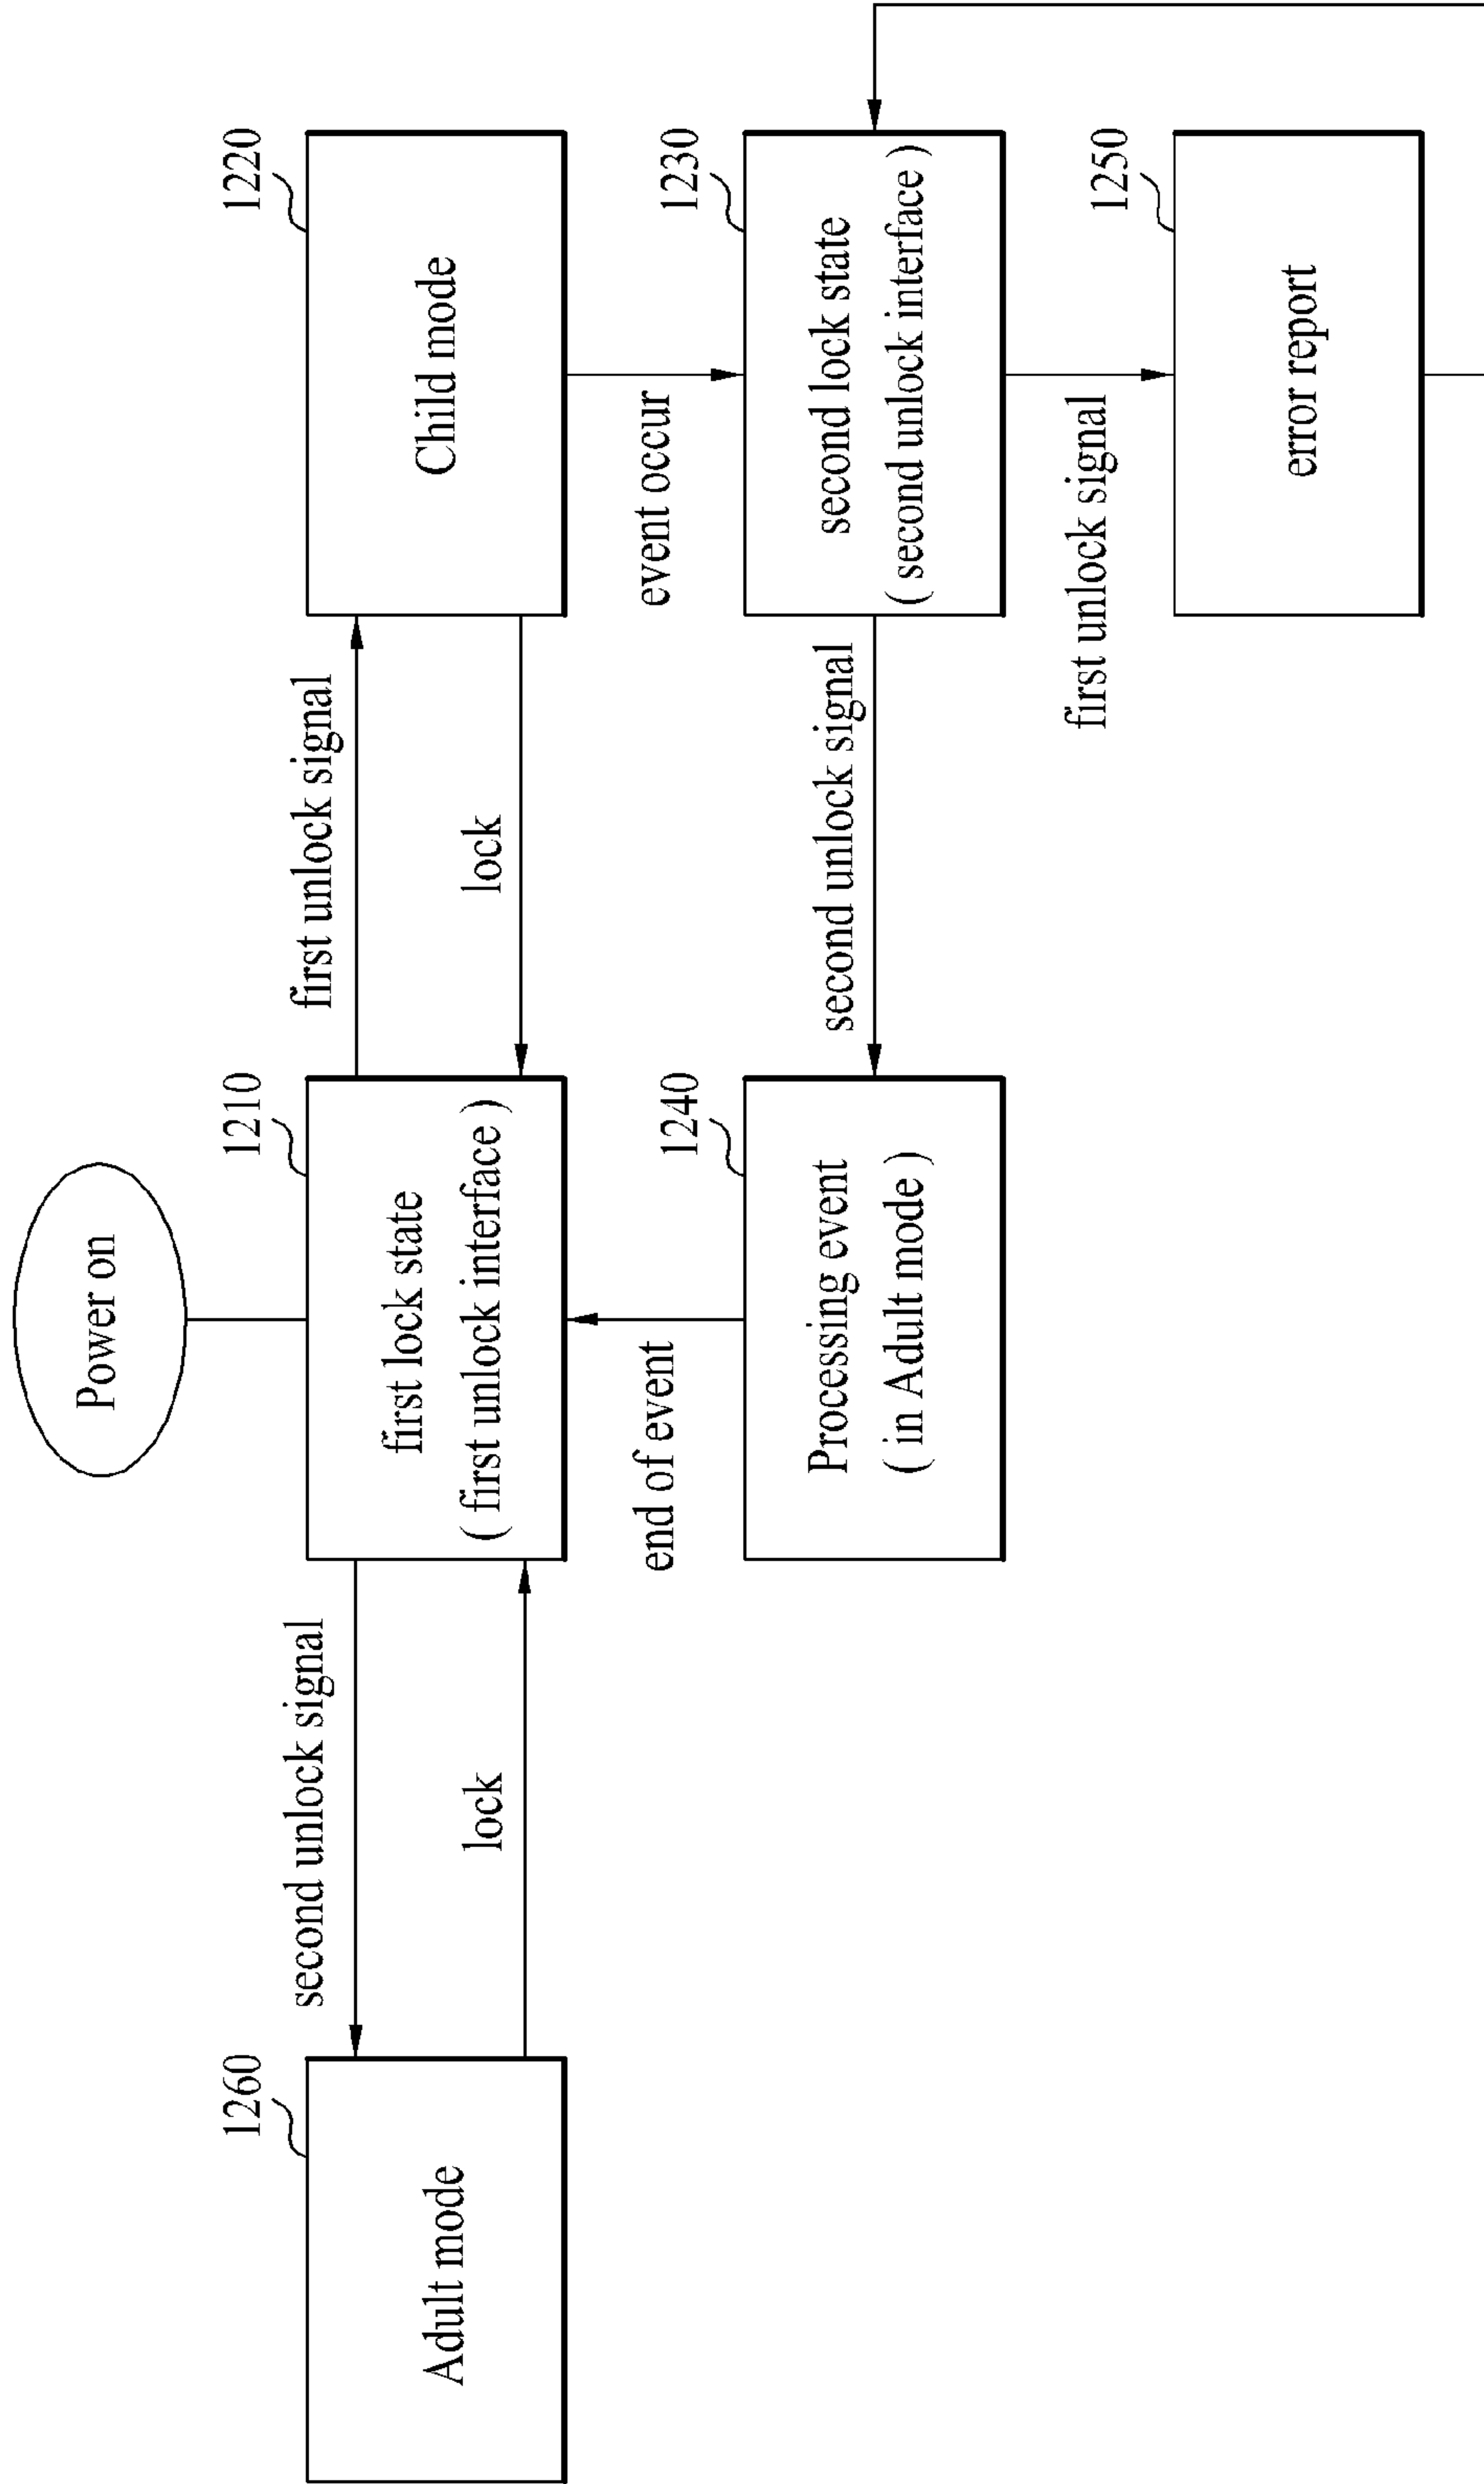 Power on
1260
1210
1220
Adult mode
second unlock signal
lock
first lock state
( first unlock interface )
first unlock signal
lock
Child mode
end of event
event occur
1240
1230
Processing event
( in Adult mode )
second unlock signal
second lock state
( second unlock interface )
first unlock signal
1250
error report